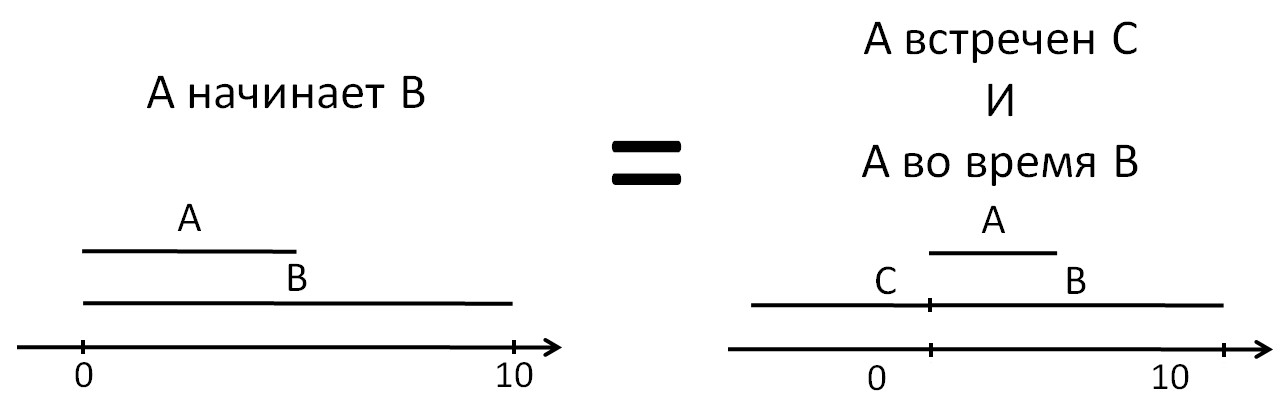 А начинает В
А
В
0
10
=
А встречен С
И
А во время В
А
С
В
0
10